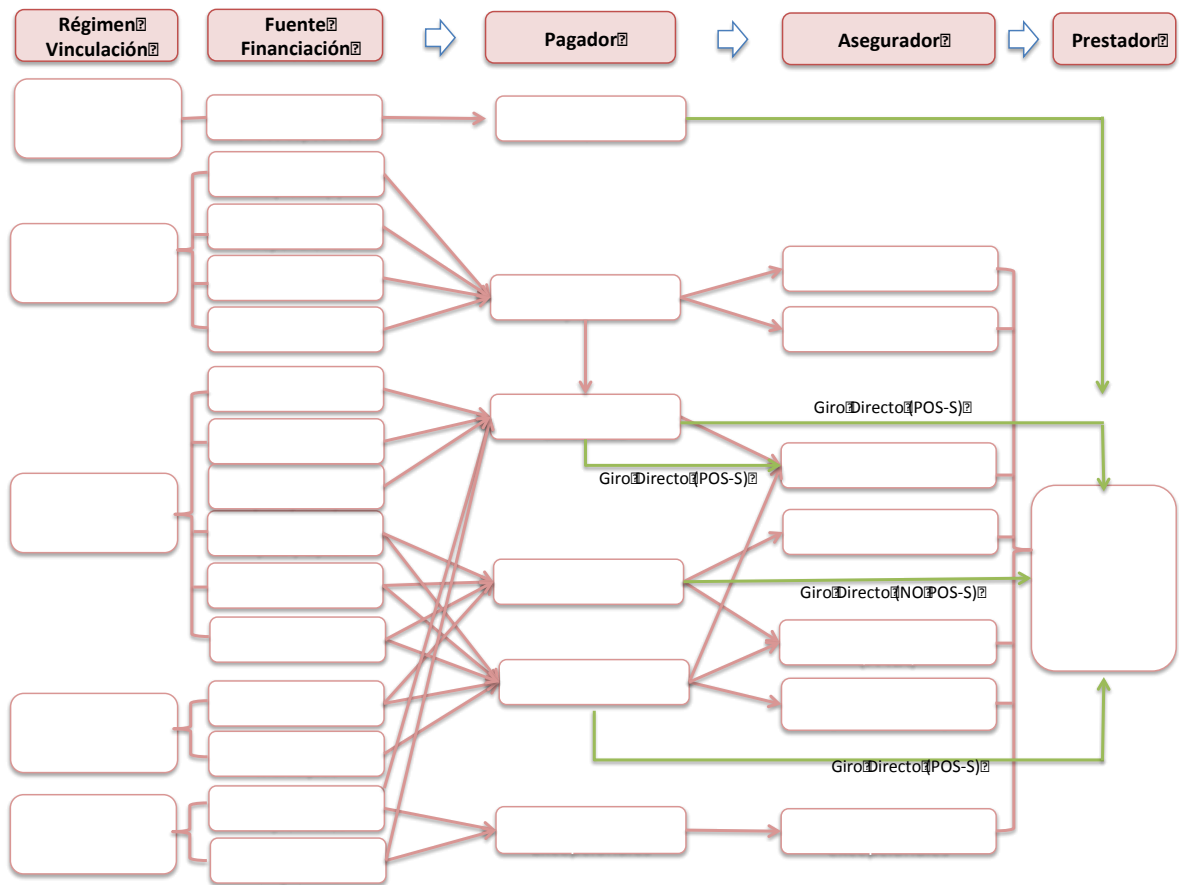 Régimen
Vinculación
Fuente
Financiación
Pagador
Asegurador
Prestador
Giro Directo (POS-S)
Giro Directo (POS-S)
Giro Directo (NO POS-S)
Giro Directo (POS-S)